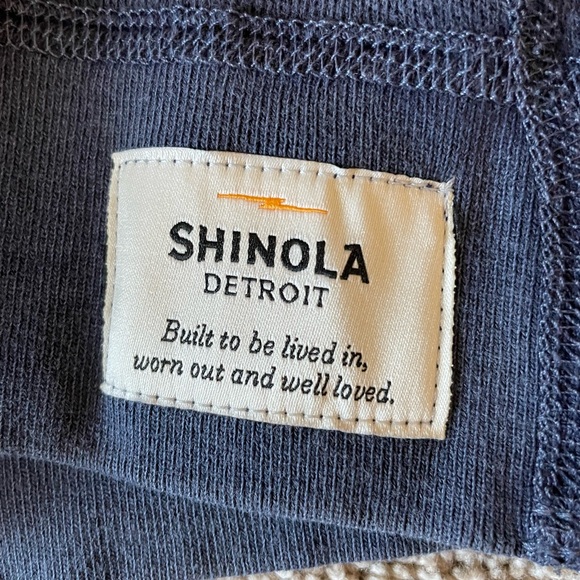 SHINOLA
DETROIT
Built to be lived in,
worn out and well loved.